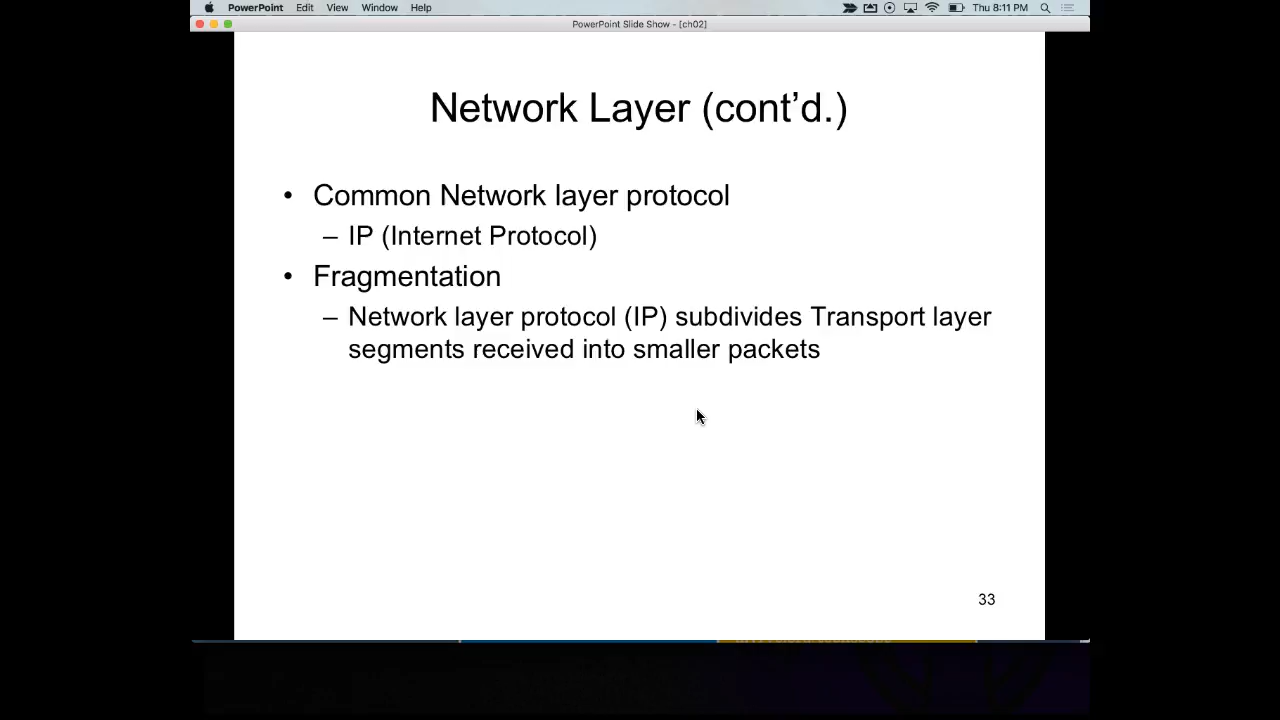 PowerPoint Edit View Window Help Thu 8:11 PM
PowerPoint Slide Show - [ch02]
Network Layer (cont’d.)
• Common Network layer protocol
– IP (Internet Protocol)
• Fragmentation
– Network layer protocol (IP) subdivides Transport layer
segments received into smaller packets
33